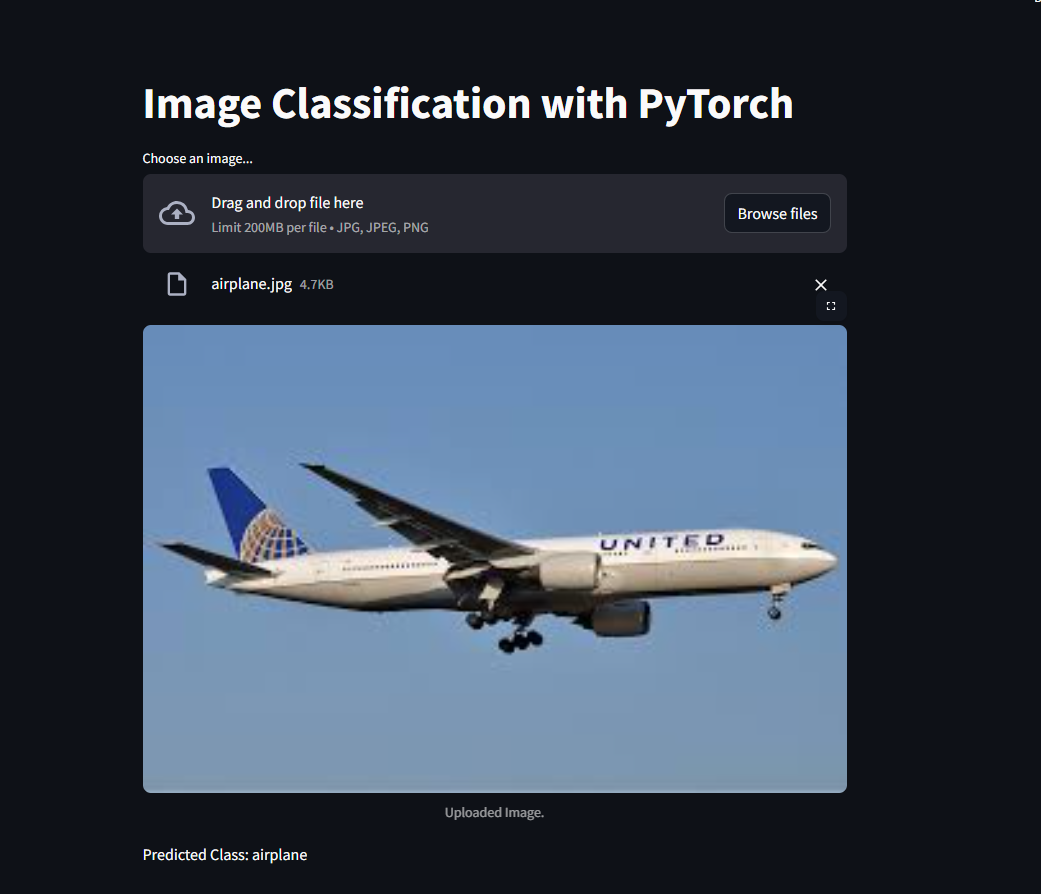 Image Classification with PyTorch
Choose an image...
Drag and drop file here
Limit 200MB per file • JPG, JPEG, PNG
Browse files
airplane.jpg 4.7KB
UNITED
Uploaded Image.
Predicted Class: airplane